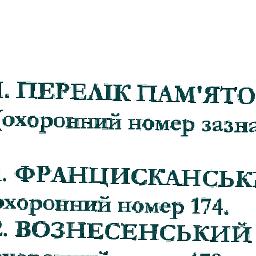 І. ПЕРЕЛІК ПАМ'ЯТО
(охоронний номер зазна
1. ФРАНЦИСКАНСЬК
охоронний номер 174.
2. ВОЗНЕСЕНСЬКИЙ